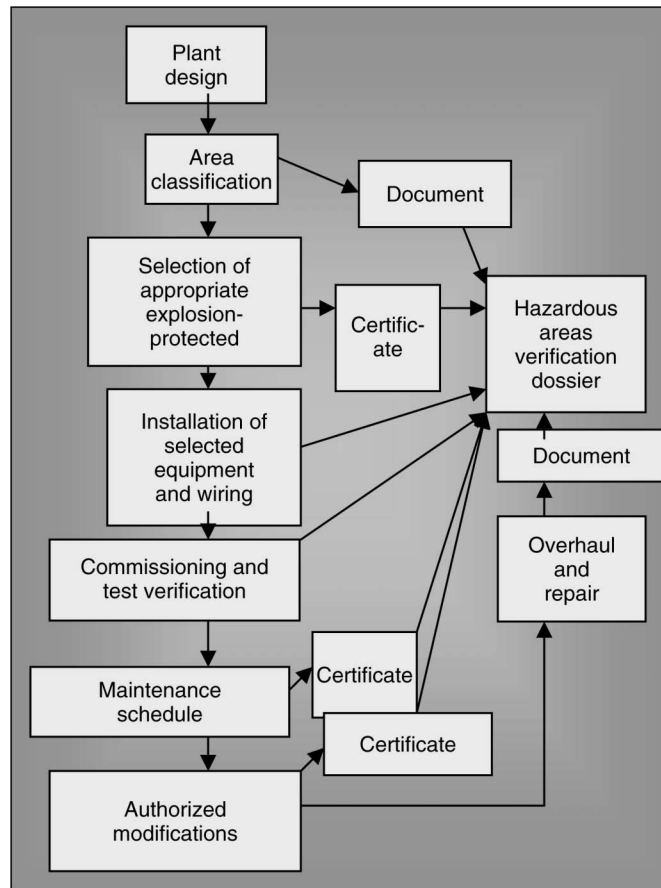 Plant
design
Area
classification
Document
Selection of
appropriate
explosion-
protected
Certific-
ate
Hazardous
areas
verification
dossier
Installation of
selected
equipment
and wiring
Document
Commissioning and
test verification
Overhaul
and
repair
Maintenance
schedule
Certificate
Certificate
Authorized
modifications